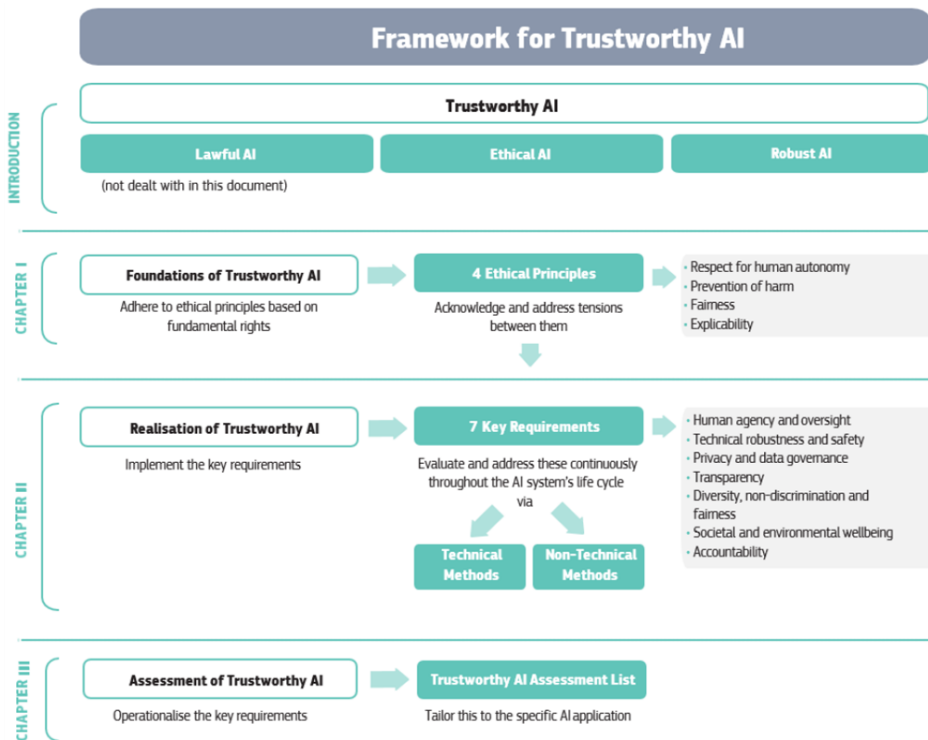 Framework for Trustworthy AI
INTRODUCTION
Trustworthy AI
Lawful AI
Ethical AI
Robust AI
(not dealt with in this document)
CHAPTER I
Foundations of Trustworthy AI
Adhere to ethical principles based on
fundamental rights
4 Ethical Principles
Acknowledge and address tensions
between them
· Respect for human autonomy
· Prevention of harm
· Fairness
· Explicability
CHAPTER II
Realisation of Trustworthy AI
Implement the key requirements
7 Key Requirements
Evaluate and address these continuously
throughout the AI system's life cycle
via
Technical
Methods
Non-Technical
Methods
· Human agency and oversight
· Technical robustness and safety
· Privacy and data governance
· Transparency
· Diversity, non-discrimination and
fairness
· Societal and environmental wellbeing
· Accountability
CHAPTER III
Assessment of Trustworthy AI
Operationalise the key requirements
Trustworthy AI Assessment List
Tailor this to the specific AI application